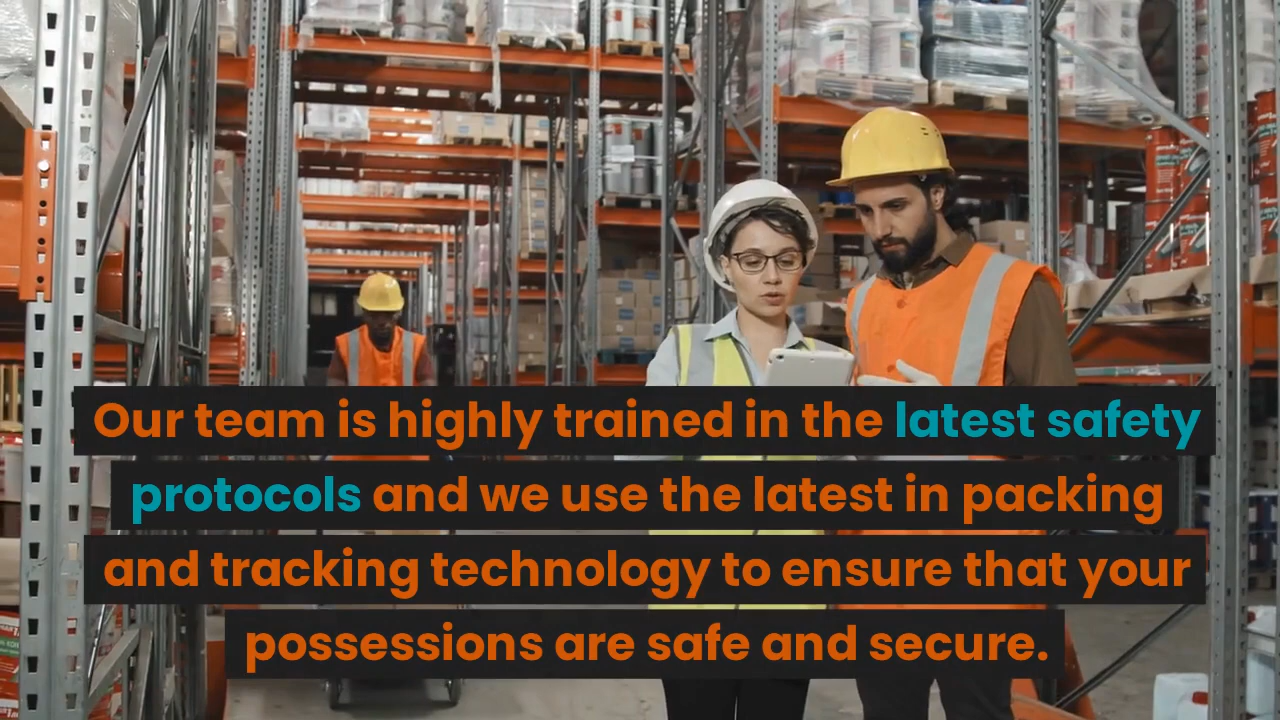 Our team is highly trained in the latest safety
protocols and we use the latest in packing
and tracking technology to ensure that your
possessions are safe and secure.